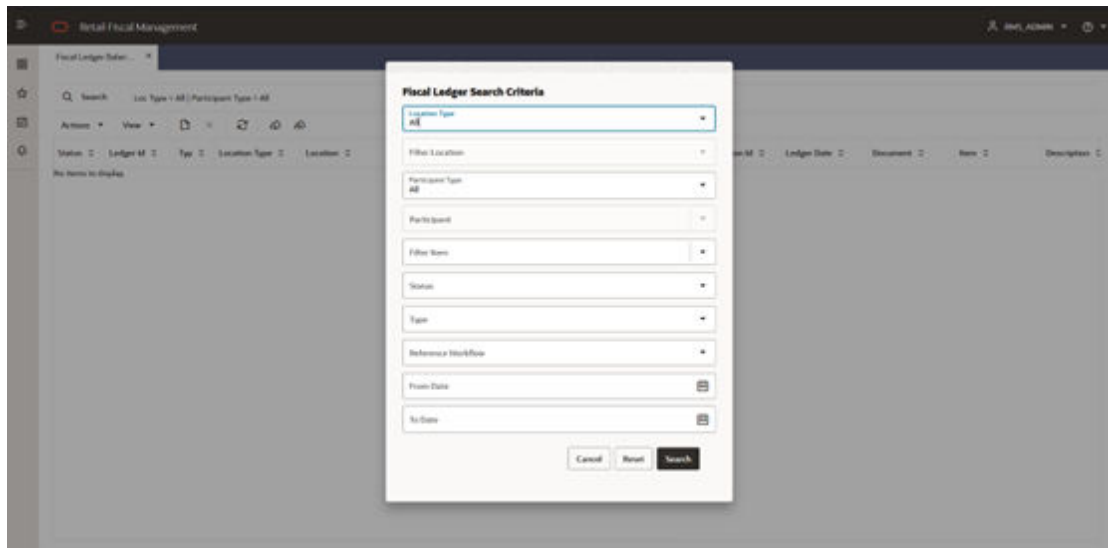 Retail Fiscal Management
RMS_ADMIN
Fiscal Ledger Balan...
Search Loc Type = All | Participant Type = All
Actions View
Status Ledger Id Typ Location Type Location
on Id Ledger Date Document Item Description
No items to display.
Fiscal Ledger Search Criteria
Location Type
All
Filter Location
Participant Type
All
Participant
Filter Item
Status
Type
Reference Workflow
From Date
To Date
Cancel Reset Search